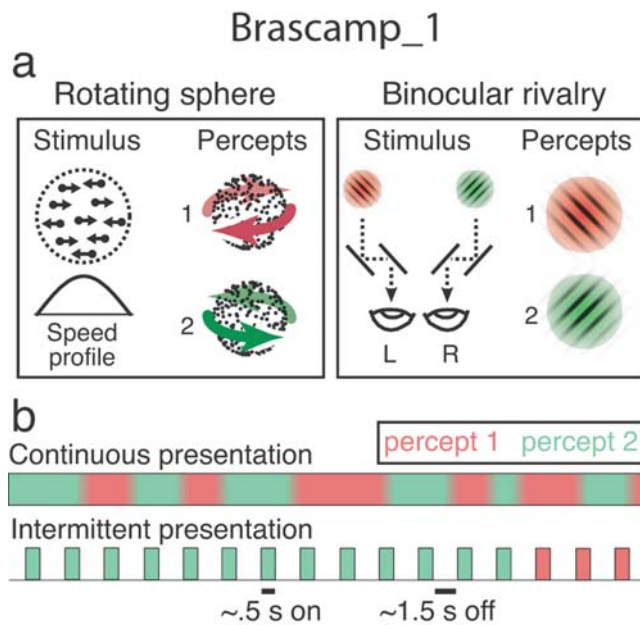 Brascamp_1
a
Rotating sphere
Binocular rivalry
Stimulus
Percepts
Stimulus
Percepts
1
1
2
2
Speed
profile
L
R
b
percept 1
percept 2
Continuous presentation
Intermittent presentation
~.5 s on
~1.5 s off